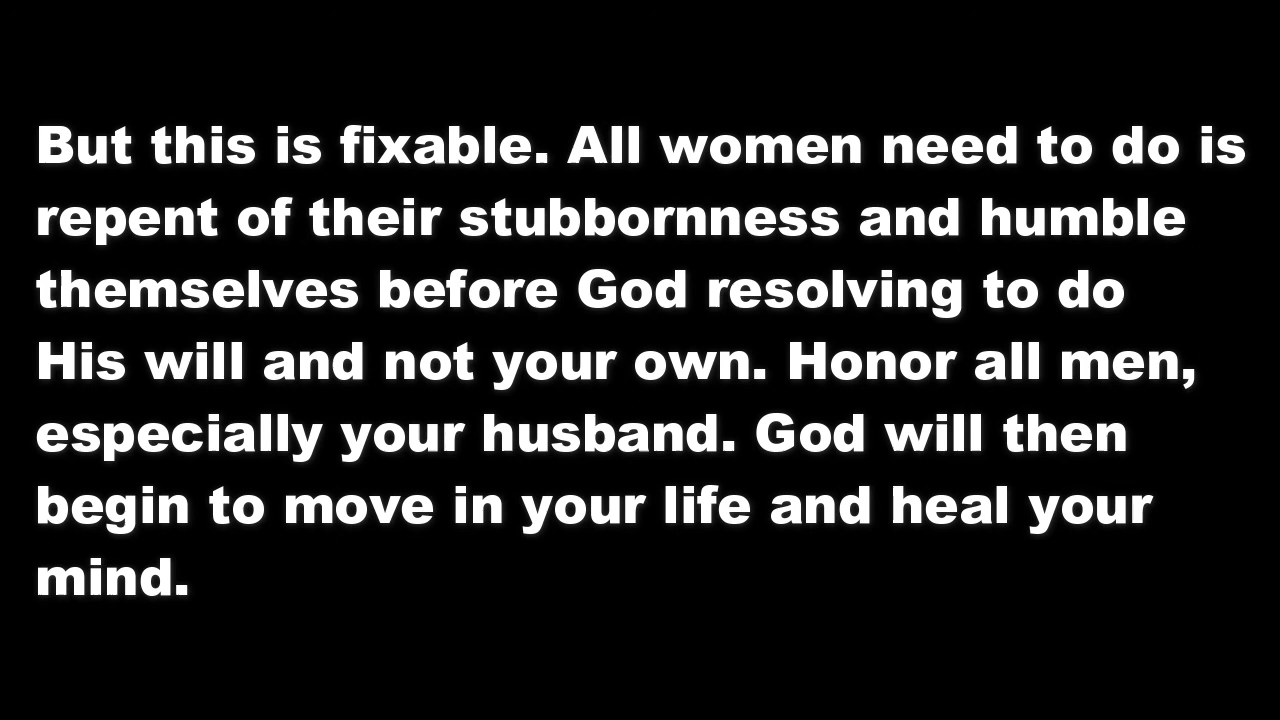 But this is fixable. All women need to do is
repent of their stubbornness and humble
themselves before God resolving to do
His will and not your own. Honor all men,
especially your husband. God will then
begin to move in your life and heal your
mind.